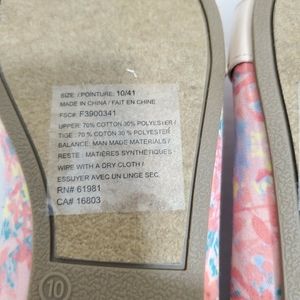 SIZE: / POINTURE: 10/41
MADE IN CHINA / FAIT EN CHINE
FSC#: F3900341
UPPER: 70% COTTON 30% POLYESTER /
TIGE : 70 % COTON 30 % POLYESTER
BALANCE: MAN MADE MATERIALS /
RESTE : MATIÈRES SYNTHÉTIQUES
WIPE WITH A DRY CLOTH /
ESSUYER AVEC UN LINGE SEC.
RN# 61981
CA# 16803
10